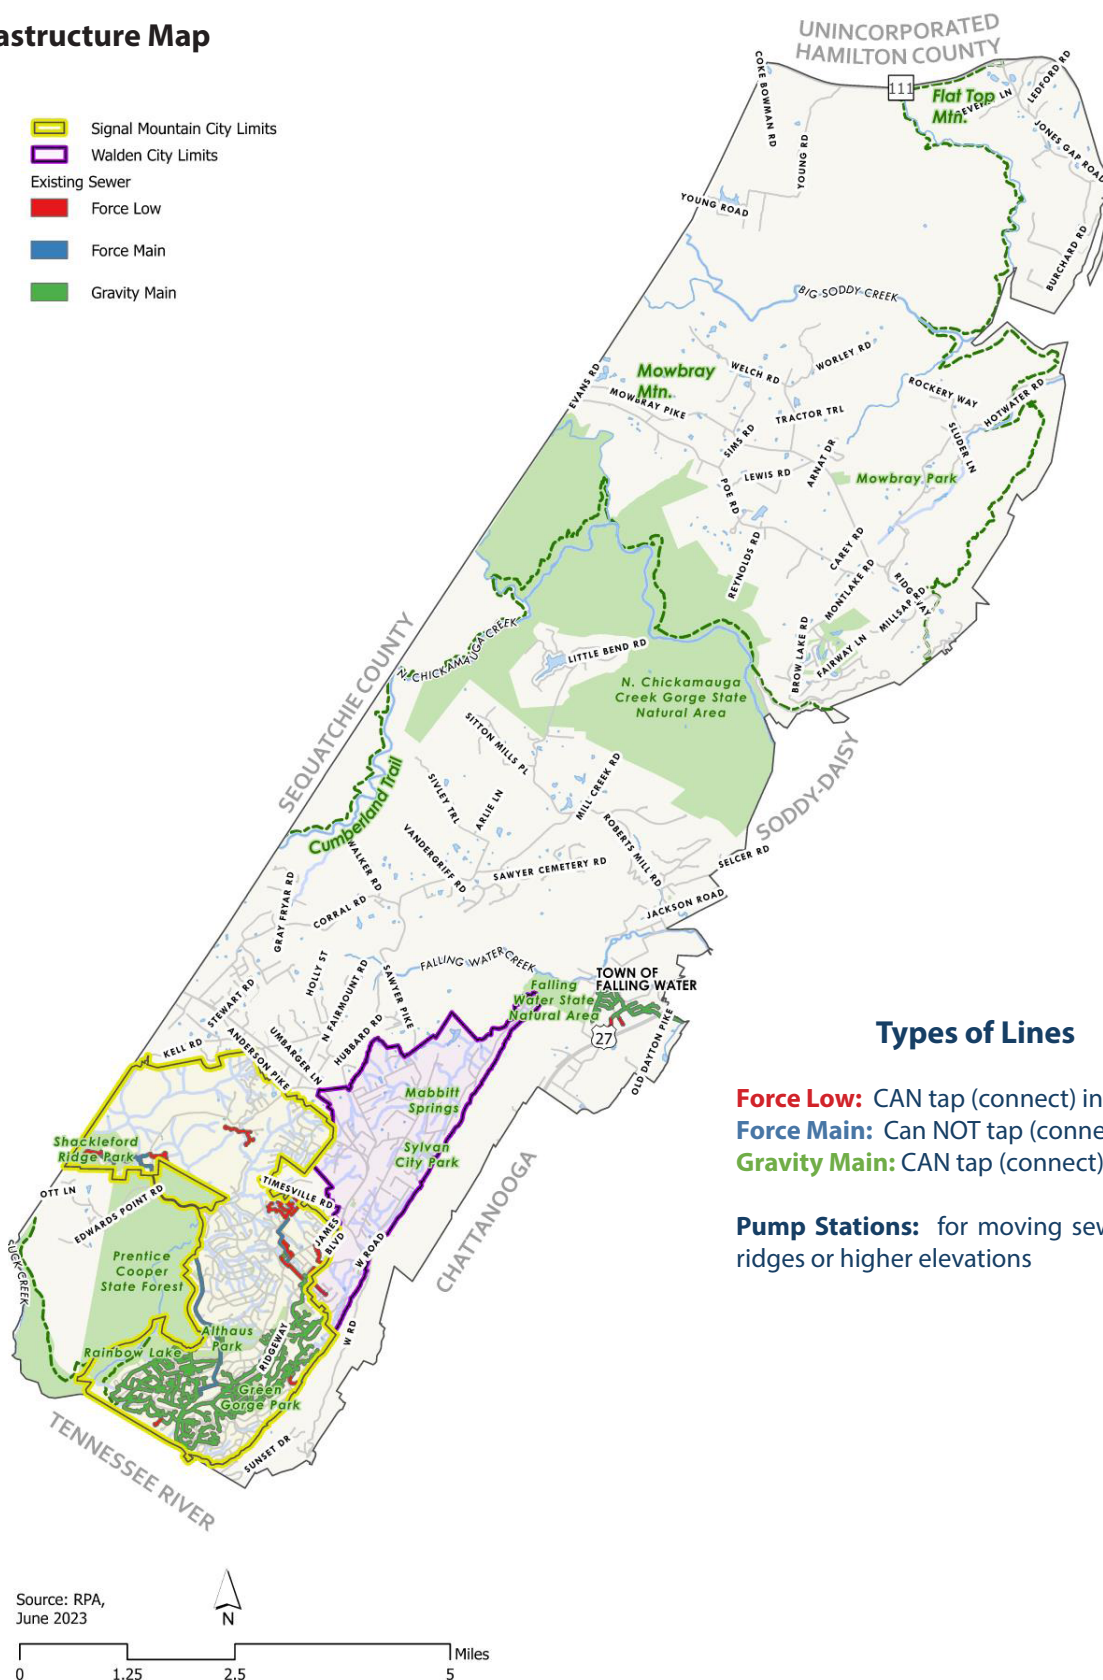 astructure Map
Signal Mountain City Limits
Walden City Limits
Existing Sewer
Force Low
Force Main
Gravity Main
UNINCORPORATED
HAMILTON COUNTY
111
Flat Top
Mtn.
LEDFORD RD
JONES GAP ROAD
BURCHARD RD
COKE BOWMAN RD
YOUNG RD
YOUNG ROAD
BIG SODDY CREEK
EVANS RD
Mowbray
Mtn.
MOWBRAY PIKE
WELCH RD
WORLEY RD
ROCKERY WAY
HOTWATER RD
TRACTOR TRL
SIMS RD
SLUDER LN
LEWIS RD
ARNAT DR
POE RD
Mowbray Park
REYNOLDS RD
CAREY RD
MONTLAKE RD
RIDGEWAY
MILLSAP RD
BROW LAKE RD
FAIRWAY LN
N. CHICKAMAUGA CREEK
LITTLE BEND RD
N. Chickamauga
Creek Gorge State
Natural Area
SEQUATCHIE COUNTY
SODDY-DAISY
Cumberland Trail
SITTON MILLS PL
SIVLEY TRL
ARLIE LN
MILL CREEK RD
VANDERGRIFF RD
ROBERTS MILL RD
WALKER RD
SAWYER CEMETERY RD
SELCER RD
GRAY FRYAR RD
CORRAL RD
JACKSON ROAD
HOLLY ST
N FAIRMOUNT RD
SAWYER PIKE
FALLING WATER CREEK
STEWART RD
HUBBARD RD
UMBARGER LN
ANDERSON PIKE
KELL RD
Falling
Water State
Natural Area
TOWN OF
FALLING WATER
27
OLD DAYTON PIKE
Mabbitt
Springs
Sylvan
City Park
Shackleford
Ridge Park
OTT LN
EDWARDS POINT RD
TIMESVILLE RD
JAMES
BLVD
W ROAD
CHATTANOOGA
SUCK CREEK
Prentice
Cooper
State Forest
Althaus
Park
Rainbow Lake
RIDGEWAY
W RD
Green
Gorge Park
SUNSET DR
TENNESSEE RIVER
Types of Lines
Force Low: CAN tap (connect) in
Force Main: Can NOT tap (conne
Gravity Main: CAN tap (connect)
Pump Stations: for moving sew
ridges or higher elevations
Source: RPA,
June 2023
N
Miles
0 1.25 2.5 5